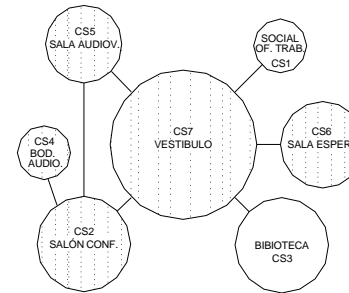 CS5
SALA AUDIOV.
SOCIAL
OF. TRAB.
CS1
CS4
BOD.
AUDIO.
CS7
VESTIBULO
CS6
SALA ESPER
CS2
SALÓN CONF.
BIBIOTECA
CS3